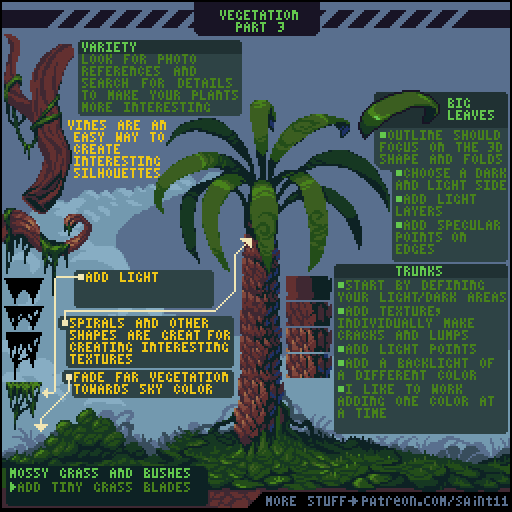 VEGETATION
PART 3
VARIETY
LOOK FOR PHOTO
REFERENCES AND
SEARCH FOR DETAILS
TO MAKE YOUR PLANTS
MORE INTERESTING
VINES ARE AN
EASY WAY TO
CREATE
INTERESTING
SILHOUETTES
BIG
LEAVES
OUTLINE SHOULD
FOCUS ON THE 3D
SHAPE AND FOLDS
CHOOSE A DARK
AND LIGHT SIDE
ADD LIGHT
LAYERS
ADD SPECULAR
POINTS ON
EDGES
ADD LIGHT
SPIRALS AND OTHER
SHAPES ARE GREAT FOR
CREATING INTERESTING
TEXTURES
FADE FAR VEGETATION
TOWARDS SKY COLOR
TRUNKS
START BY DEFINING
YOUR LIGHT/DARK AREAS
ADD TEXTURE,
INDIVIDUALLY MAKE
CRACKS AND LUMPS
ADD LIGHT POINTS
ADD A BACKLIGHT OF
A DIFFERENT COLOR
I LIKE TO WORK
ADDING ONE COLOR AT
A TIME
MOSSY GRASS AND BUSHES
ADD TINY GRASS BLADES
MORE STUFF→PATREON.COM/SAINT11